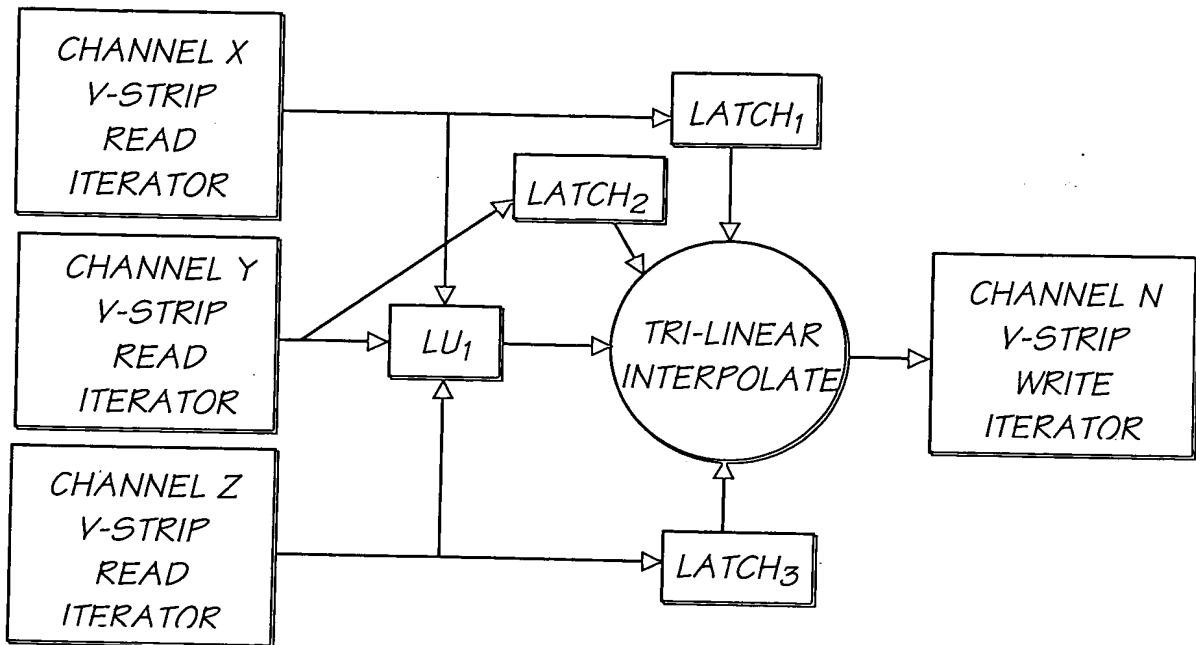 CHANNEL X
V-STRIP
READ
ITERATOR
LATCH1
LATCH2
CHANNEL Y
V-STRIP
READ
ITERATOR
LU1
TRI-LINEAR
INTERPOLATE
CHANNEL N
V-STRIP
WRITE
ITERATOR
CHANNEL Z
V-STRIP
READ
ITERATOR
LATCH3